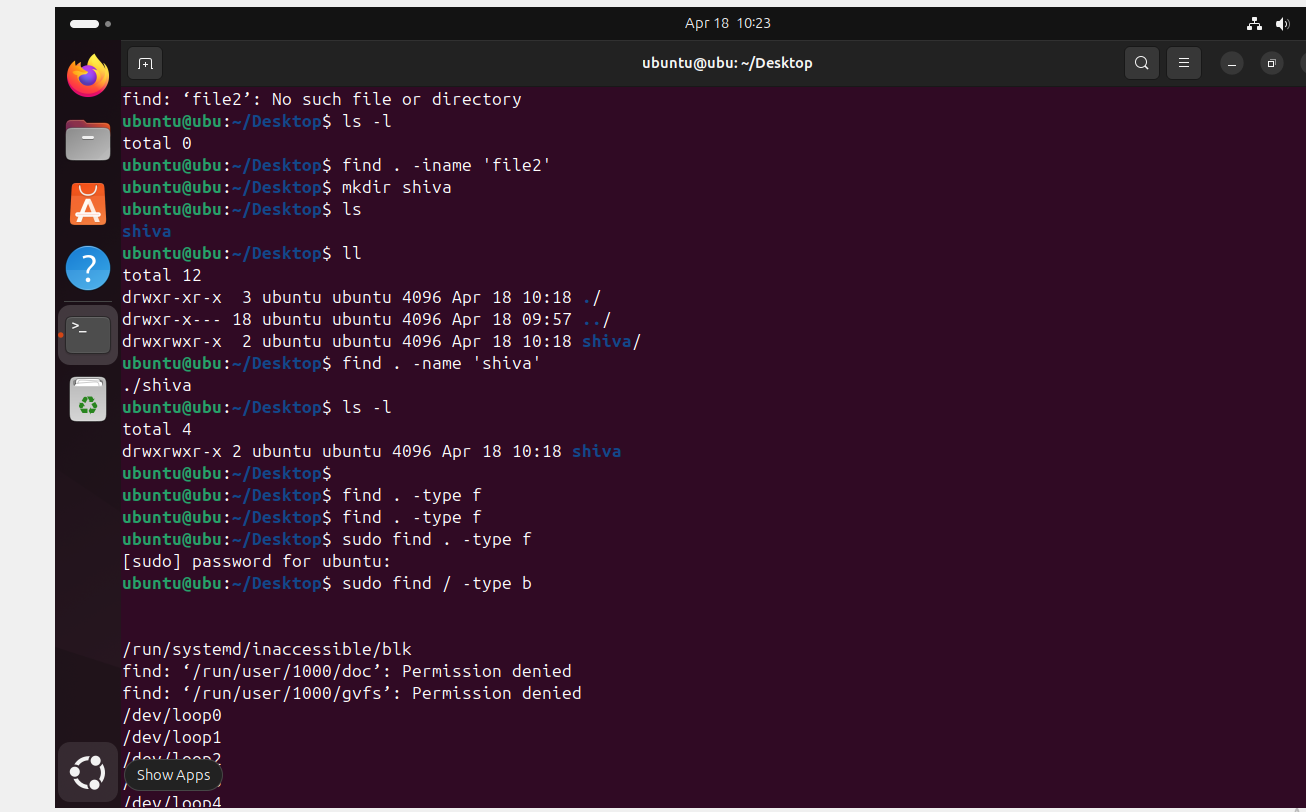 Apr 18 10:23
ubuntu@ubu: ~/Desktop
find: ‘file2’: No such file or directory
ubuntu@ubu:~/Desktop$ ls -l
total 0
ubuntu@ubu:~/Desktop$ find . -iname 'file2'
ubuntu@ubu:~/Desktop$ mkdir shiva
ubuntu@ubu:~/Desktop$ ls
shiva
ubuntu@ubu:~/Desktop$ ll
total 12
drwxr-xr-x  3 ubuntu ubuntu 4096 Apr 18 10:18 ./
drwxr-x--- 18 ubuntu ubuntu 4096 Apr 18 09:57 ../
drwxrwxr-x  2 ubuntu ubuntu 4096 Apr 18 10:18 shiva/
ubuntu@ubu:~/Desktop$ find . -name 'shiva'
./shiva
ubuntu@ubu:~/Desktop$ ls -l
total 4
drwxrwxr-x 2 ubuntu ubuntu 4096 Apr 18 10:18 shiva
ubuntu@ubu:~/Desktop$
ubuntu@ubu:~/Desktop$ find . -type f
ubuntu@ubu:~/Desktop$ find . -type f
ubuntu@ubu:~/Desktop$ sudo find . -type f
[sudo] password for ubuntu:
ubuntu@ubu:~/Desktop$ sudo find / -type b
/run/systemd/inaccessible/blk
find: ‘/run/user/1000/doc’: Permission denied
find: ‘/run/user/1000/gvfs’: Permission denied
/dev/loop0
/dev/loop1
/dev/loop2
Show Apps
/dev/loop4